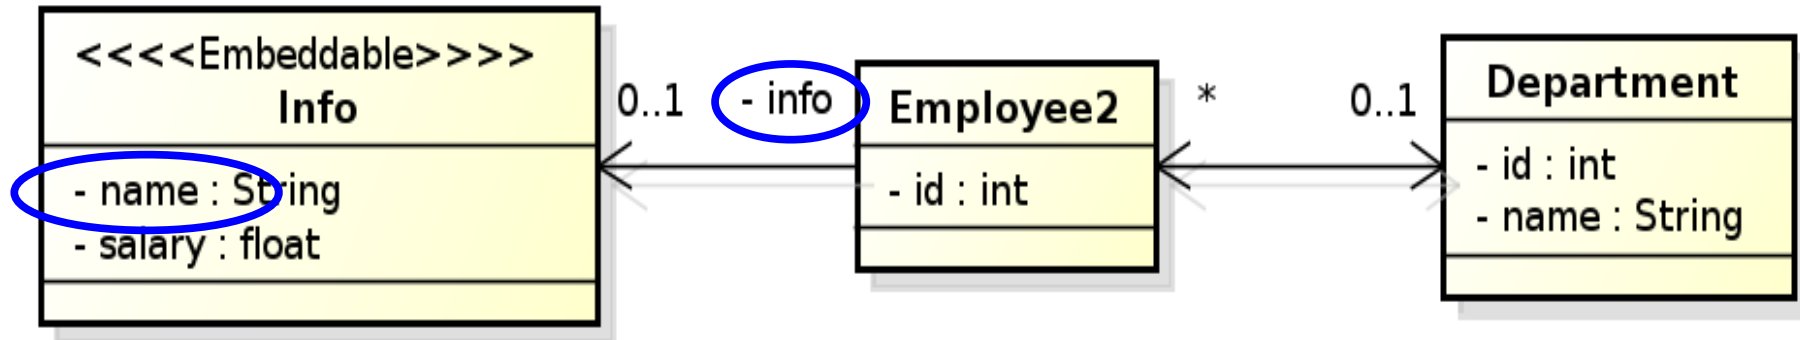 <<<<Embeddable>>>>
Info
- name : String
- salary : float
0..1
- info
Employee2
- id : int
*
0..1
Department
- id : int
- name : String